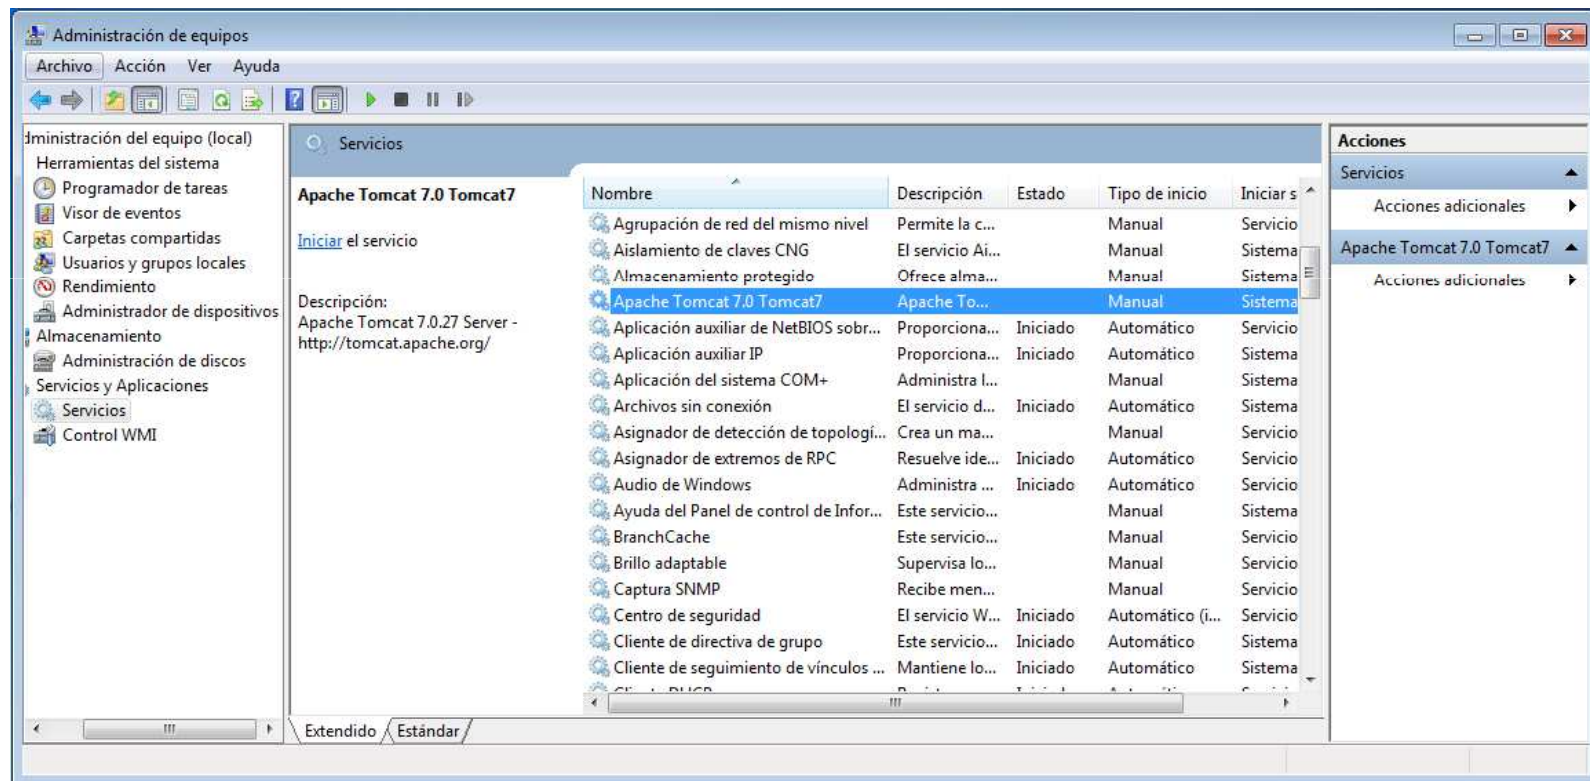 Administración de equipos
Archivo Acción Ver Ayuda
dministración del equipo (local)
Herramientas del sistema
Programador de tareas
Visor de eventos
Carpetas compartidas
Usuarios y grupos locales
Rendimiento
Administrador de dispositivos
Almacenamiento
Administración de discos
Servicios y Aplicaciones
Servicios
Control WMI
Servicios
Apache Tomcat 7.0 Tomcat7
Iniciar el servicio
Descripción:
Apache Tomcat 7.0.27 Server -
http://tomcat.apache.org/
Nombre Descripción Estado Tipo de inicio Iniciar s
Agrupación de red del mismo nivel Permite la c... Manual Servicio
Aislamiento de claves CNG El servicio Ai... Manual Sistema
Almacenamiento protegido Ofrece alma... Manual Sistema
Apache Tomcat 7.0 Tomcat7 Apache To... Manual Sistema
Aplicación auxiliar de NetBIOS sobr... Proporciona... Iniciado Automático Servicio
Aplicación auxiliar IP Proporciona... Iniciado Automático Sistema
Aplicación del sistema COM+ Administra l... Manual Sistema
Archivos sin conexión El servicio d... Iniciado Automático Sistema
Asignador de detección de topologí... Crea un ma... Manual Servicio
Asignador de extremos de RPC Resuelve ide... Iniciado Automático Servicio
Audio de Windows Administra ... Iniciado Automático Servicio
Ayuda del Panel de control de Infor... Este servicio... Manual Sistema
BranchCache Este servicio... Manual Servicio
Brillo adaptable Supervisa lo... Manual Servicio
Captura SNMP Recibe men... Manual Servicio
Centro de seguridad El servicio W... Iniciado Automático (i... Servicio
Cliente de directiva de grupo Este servicio... Iniciado Automático Sistema
Cliente de seguimiento de vínculos ... Mantiene lo... Iniciado Automático Sistema
Extendido Estándar
Acciones
Servicios
Acciones adicionales
Apache Tomcat 7.0 Tomcat7
Acciones adicionales